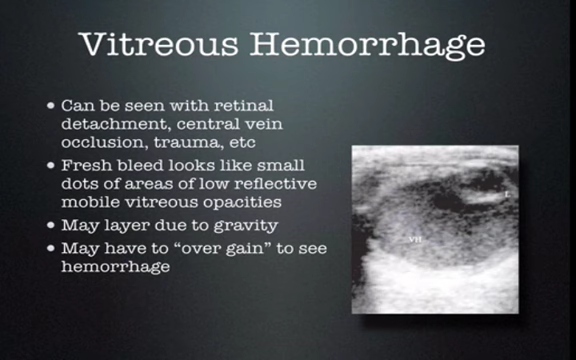 Vitreous Hemorrhage
• Can be seen with retinal
detachment, central vein
occlusion, trauma, etc
• Fresh bleed looks like small
dots of areas of low reflective
mobile vitreous opacities
• May layer due to gravity
• May have to “over gain” to see
hemorrhage
L
VH